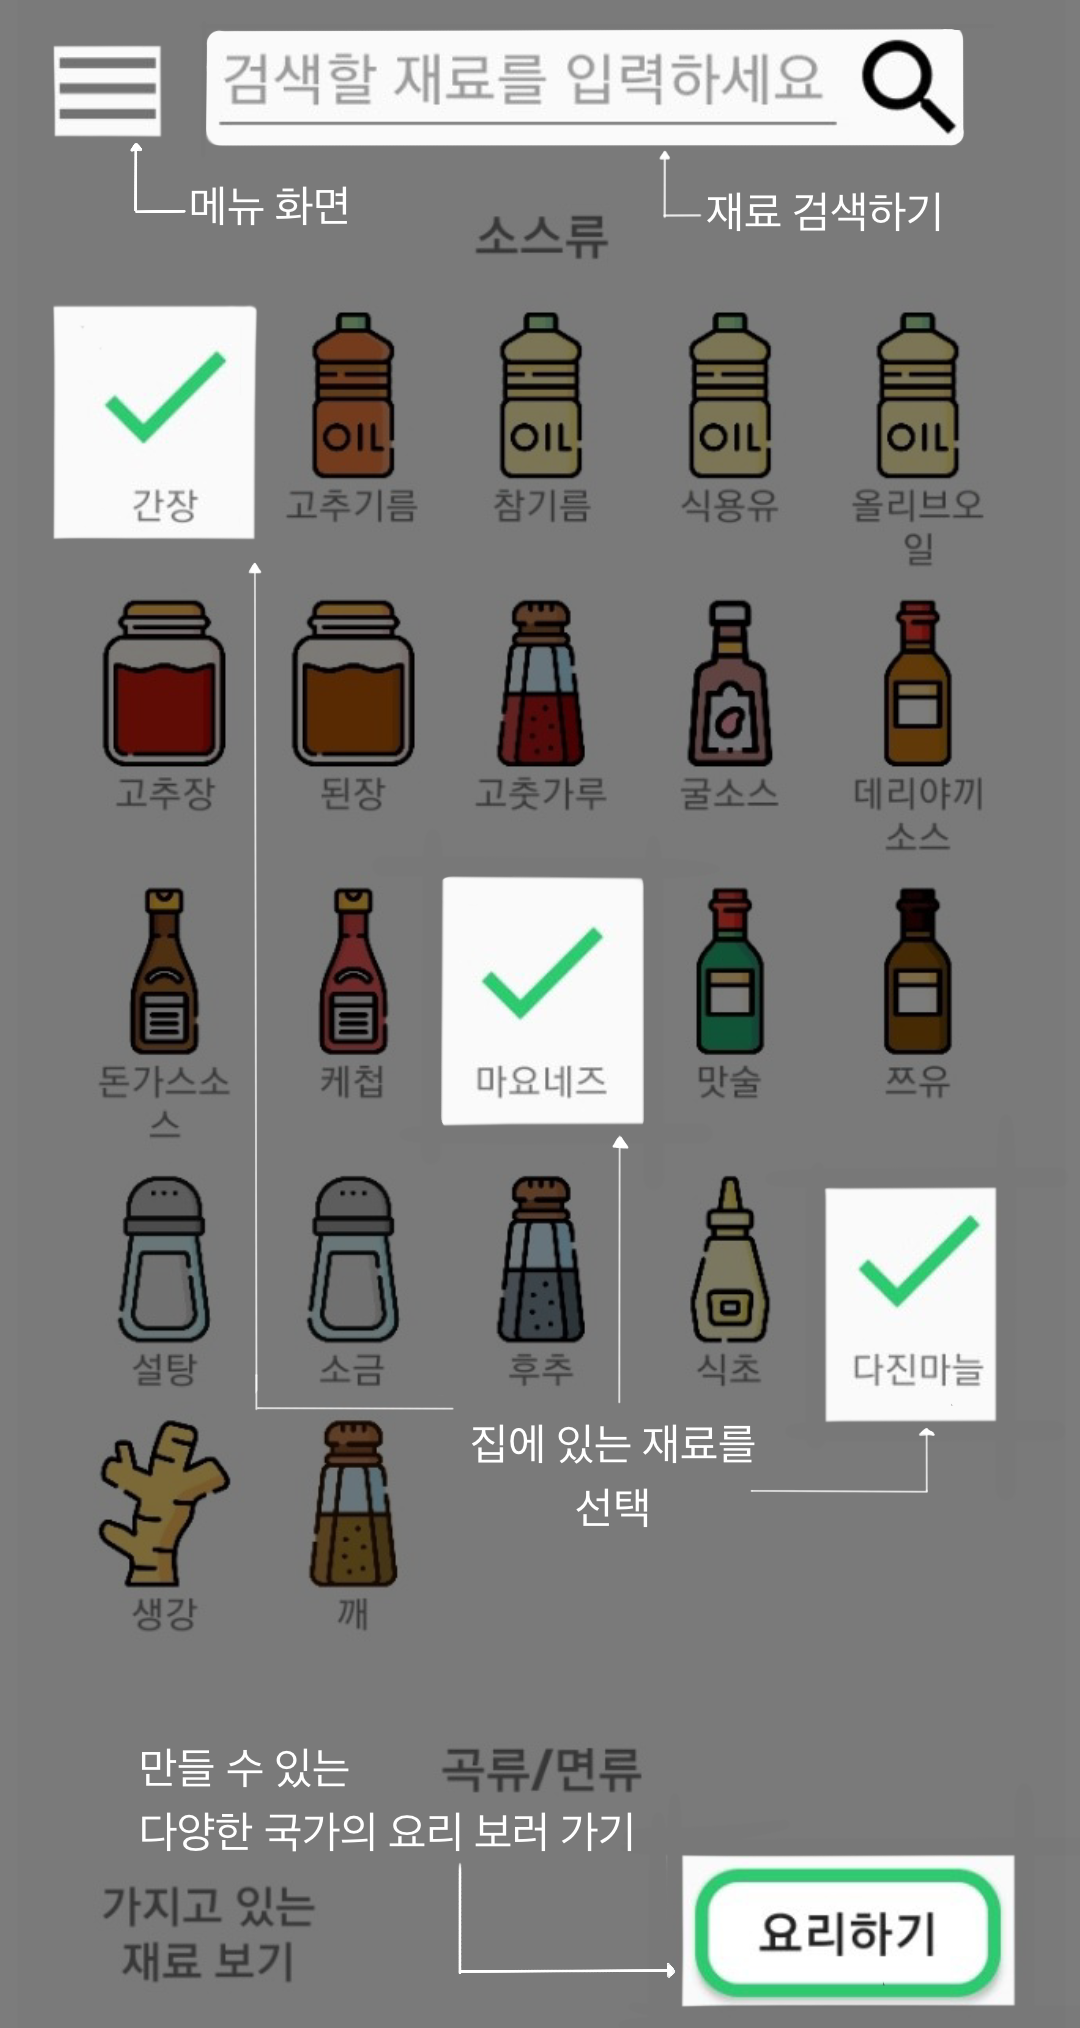 검색할 재료를 입력하세요
메뉴 화면
재료 검색하기
소스류
간장
OIL
고추기름
OIL
참기름
OIL
식용유
OIL
올리브오
일
고추장
된장
고춧가루
굴소스
데리야끼
소스
돈가스소
스
케첩
마요네즈
맛술
쯔유
설탕
소금
후추
식초
다진마늘
집에 있는 재료를
선택
생강
깨
만들 수 있는
다양한 국가의 요리 보러 가기
곡류/면류
가지고 있는
재료 보기
요리하기